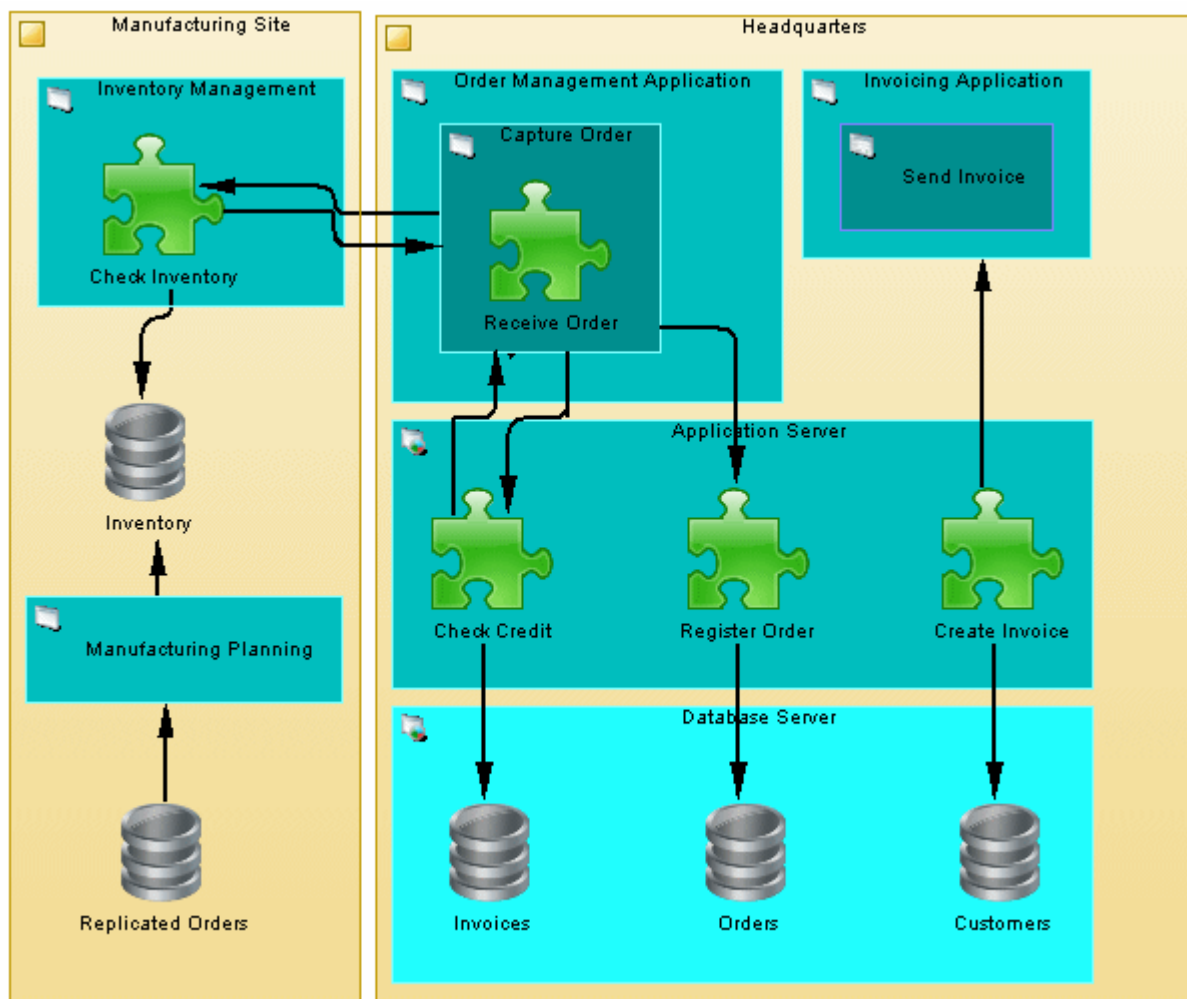 Manufacturing Site
Inventory Management
Check Inventory
Inventory
Manufacturing Planning
Replicated Orders
Headquarters
Order Management Application
Capture Order
Receive Order
Invoicing Application
Send Invoice
Application Server
Check Credit
Register Order
Create Invoice
Database Server
Invoices
Orders
Customers